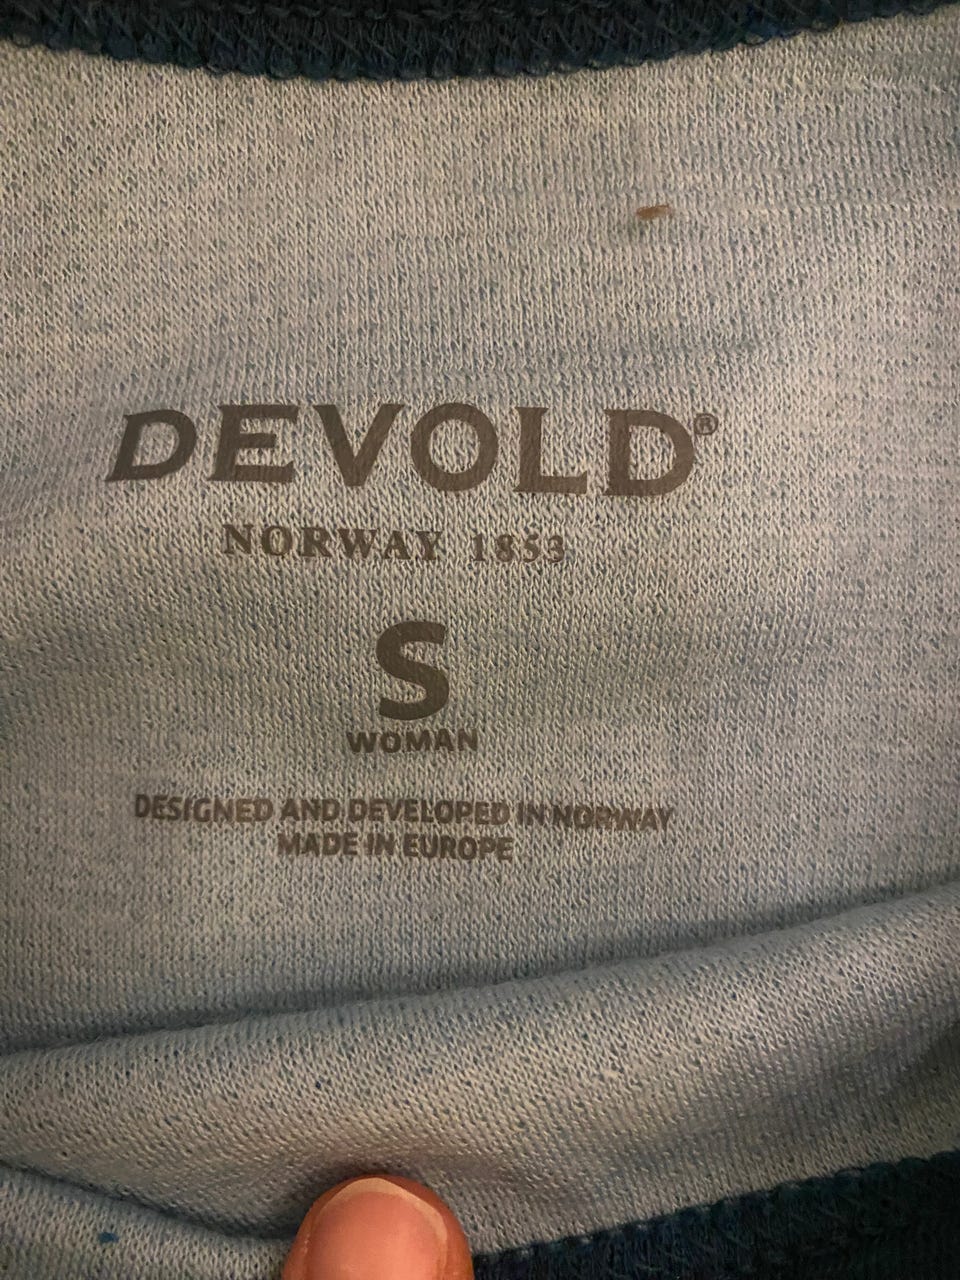 DEVOLD®
NORWAY 1853
S
WOMAN
DESIGNED AND DEVELOPED IN NORWAY
MADE IN EUROPE